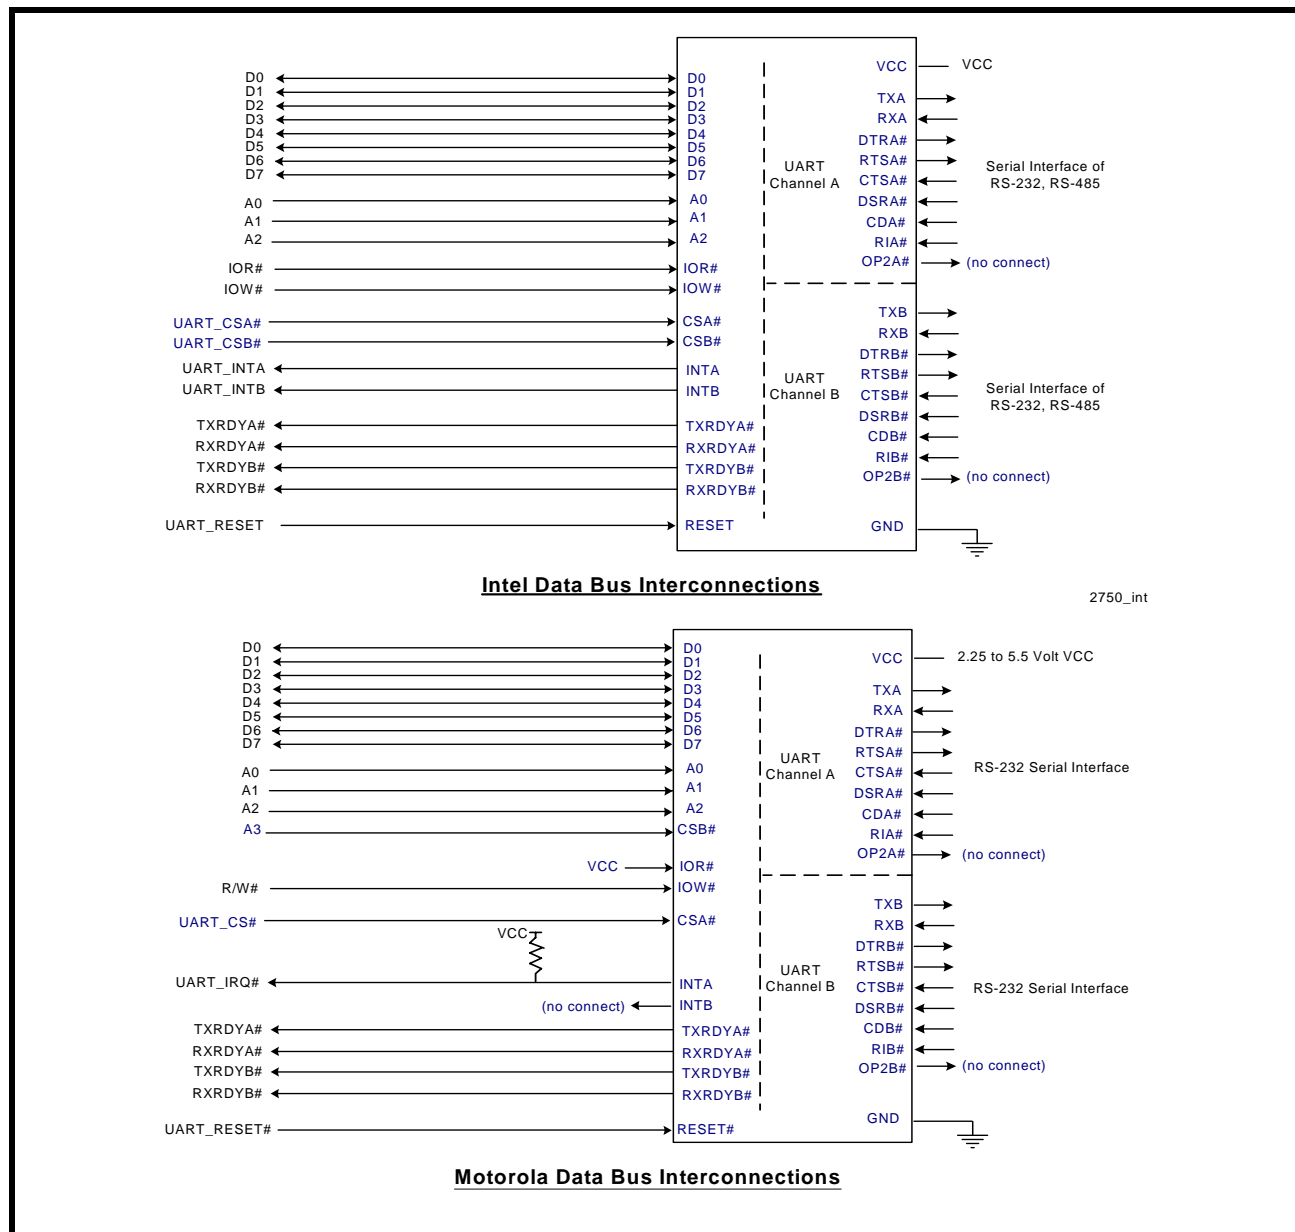 D0
D1
D2
D3
D4
D5
D6
D7
A0
A1
A2
IOR#
IOW#
UART_CSA#
UART_CSB#
UART_INTA
UART_INTB
TXRDYA#
RXRDYA#
TXRDYB#
RXRDYB#
UART_RESET
D0
D1
D2
D3
D4
D5
D6
D7
A0
A1
A2
IOR#
IOW#
CSA#
CSB#
INTA
INTB
TXRDYA#
RXRDYA#
TXRDYB#
RXRDYB#
RESET
UART
Channel A
UART
Channel B
VCC
TXA
RXA
DTRA#
RTSA#
CTSA#
DSRA#
CDA#
RIA#
OP2A#
TXB
RXB
DTRB#
RTSB#
CTSB#
DSRB#
CDB#
RIB#
OP2B#
GND
VCC
Serial Interface of
RS-232, RS-485
(no connect)
Serial Interface of
RS-232, RS-485
(no connect)
Intel Data Bus Interconnections
2750_int
D0
D1
D2
D3
D4
D5
D6
D7
A0
A1
A2
A3
VCC
R/W#
UART_CS#
VCC
UART_IRQ#
(no connect)
TXRDYA#
RXRDYA#
TXRDYB#
RXRDYB#
UART_RESET#
D0
D1
D2
D3
D4
D5
D6
D7
A0
A1
A2
CSB#
IOR#
IOW#
CSA#
INTA
INTB
TXRDYA#
RXRDYA#
TXRDYB#
RXRDYB#
RESET#
UART
Channel A
UART
Channel B
VCC
TXA
RXA
DTRA#
RTSA#
CTSA#
DSRA#
CDA#
RIA#
OP2A#
TXB
RXB
DTRB#
RTSB#
CTSB#
DSRB#
CDB#
RIB#
OP2B#
GND
2.25 to 5.5 Volt VCC
RS-232 Serial Interface
(no connect)
RS-232 Serial Interface
(no connect)
Motorola Data Bus Interconnections